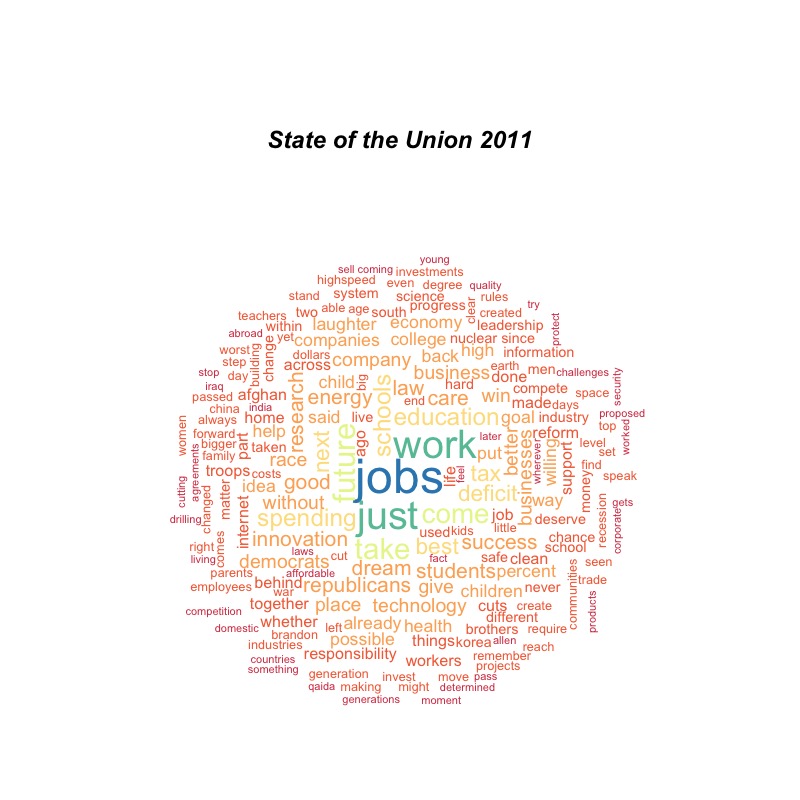 State of the Union 2011
young
sell coming investments
highspeed even degree quality
stand system science clear rules
teachers two able age south progress created try
within laughter economy leadership protect
abroad yet companies college nuclear since
worst change dollars company back high information
step building across business earth men challenges
stop day child big law hard done compete security
iraq afghan research energy schools end care win made days space
passed
china india said live education goal industry proposed
always home
forward help next future ago work later better reform top worked
women bigger part taken put level set
family race jobs life feel tax wherever willing support find
troops costs good businesses money speak
cutting agreements matter idea deficit way
changed without just come job gets
drilling internet spending used kids little deserve recession corporate
comes innovation laws cut take best success chance
right fact safe clean school
living democrats dream students percent seen
parents affordable
employees behind republicans give children never communities trade
war
competition together place technology cuts create products
domestic whether already health different
brandon left possible things korea allen brothers require
industries responsibility workers reach
countries remember
something generation invest move pass projects
qaida making might determined
generations moment